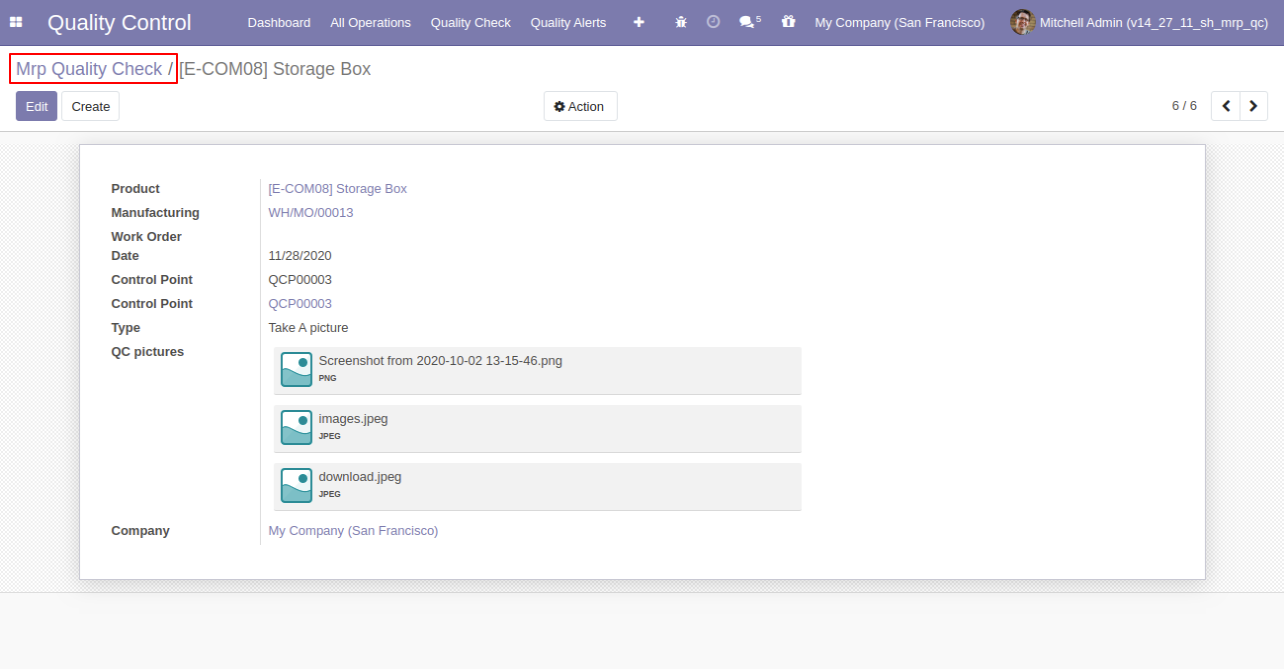 Quality Control Dashboard All Operations Quality Check Quality Alerts 5 My Company (San Francisco) Mitchell Admin (v14_27_11_sh_mrp_qc)
Mrp Quality Check / [E-COM08] Storage Box
Edit Create Action 6 / 6
Product [E-COM08] Storage Box
Manufacturing WH/MO/00013
Work Order
Date 11/28/2020
Control Point QCP00003
Control Point QCP00003
Type Take A picture
QC pictures Screenshot from 2020-10-02 13-15-46.png
PNG
images.jpeg
JPEG
download.jpeg
JPEG
Company My Company (San Francisco)